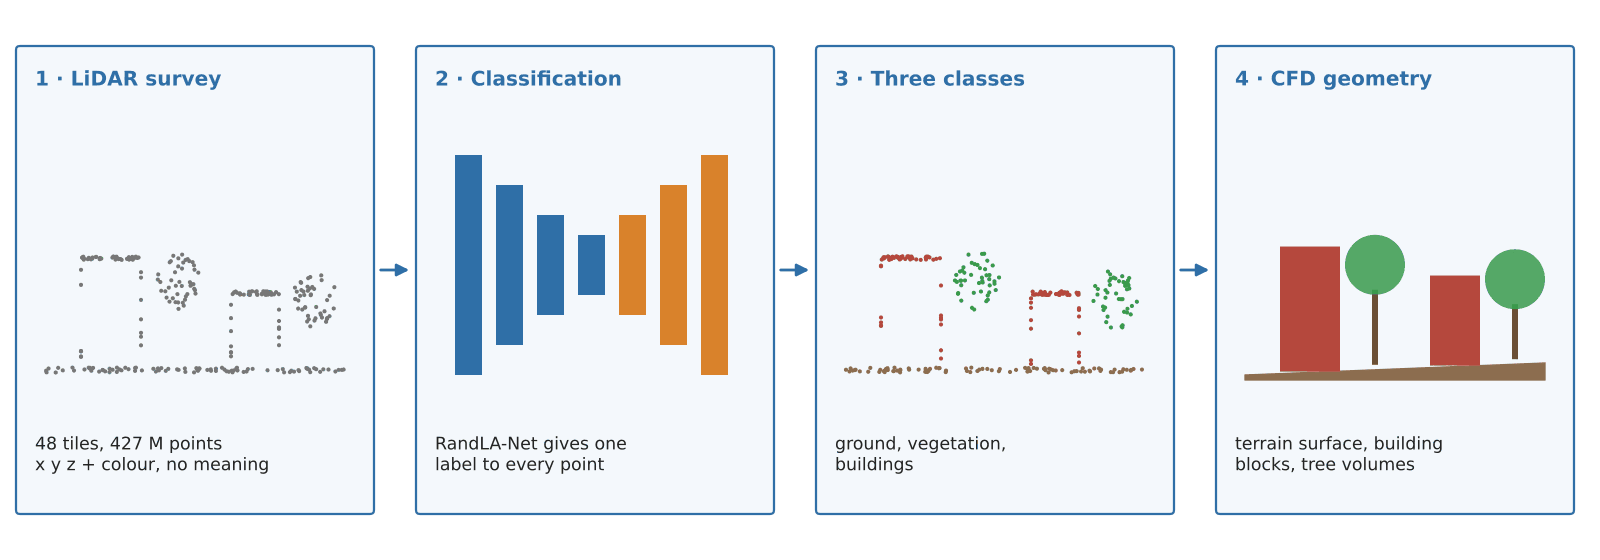 1 · LiDAR survey
48 tiles, 427 M points
x y z + colour, no meaning
2 · Classification
RandLA-Net gives one
label to every point
3 · Three classes
ground, vegetation,
buildings
4 · CFD geometry
terrain surface, building
blocks, tree volumes